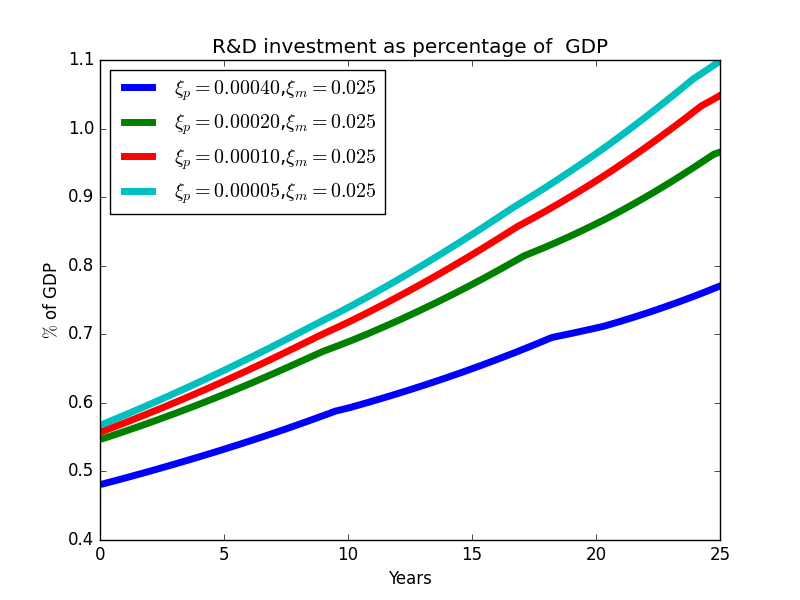 R&D investment as percentage of  GDP
ξp = 0.00040,ξm = 0.025
ξp = 0.00020,ξm = 0.025
ξp = 0.00010,ξm = 0.025
ξp = 0.00005,ξm = 0.025
1.1
1.0
0.9
0.8
0.7
0.6
0.5
0.4
% of GDP
0 5 10 15 20 25
Years